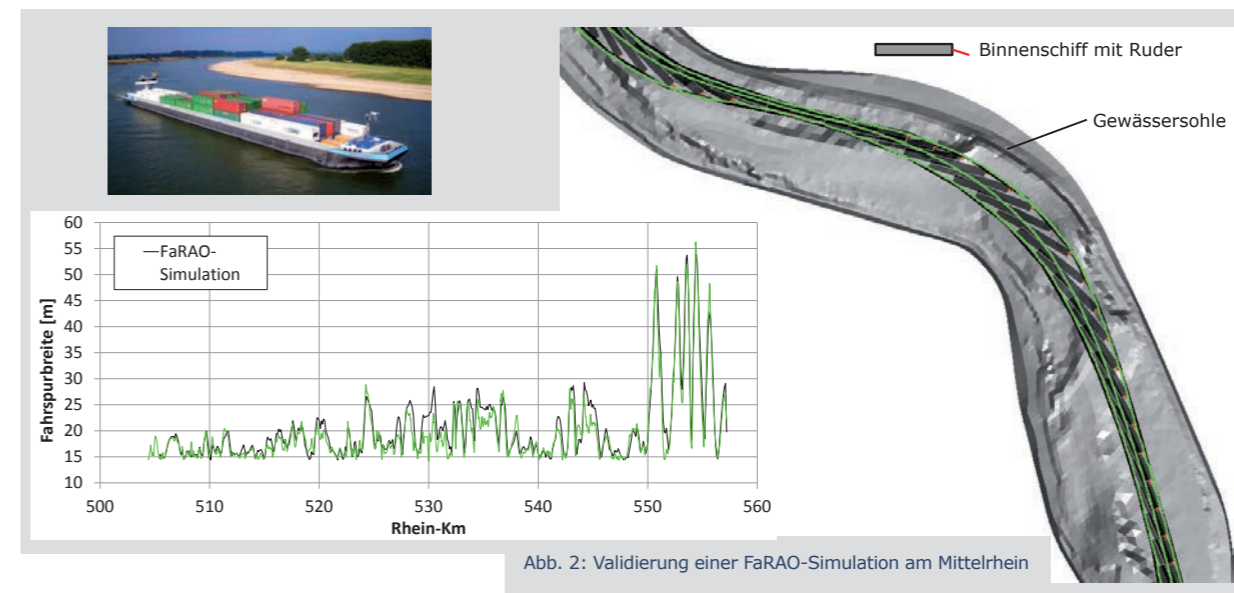 Binnenschiff mit Ruder
Gewässersohle
60
55
50
45
40
35
30
25
20
15
10
Fahrspurbreite [m]
FaRAO-
Simulation
500 510 520 530 540 550 560
Rhein-Km
Abb. 2: Validierung einer FaRAO-Simulation am Mittelrhein